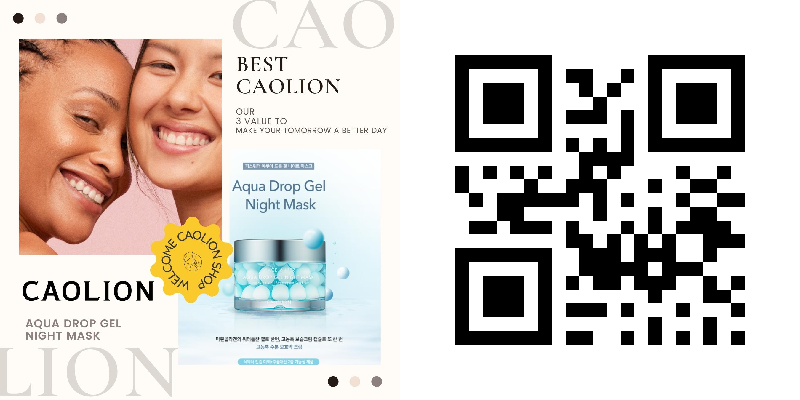 CAO
BEST
CAOLION
OUR
3 VALUE TO
MAKE YOUR TOMORROW A BETTER DAY
Aqua Drop Gel
Night Mask
WELCOME CAOLION SHOP
CAOLION
AQUA DROP GEL
NIGHT MASK
LION